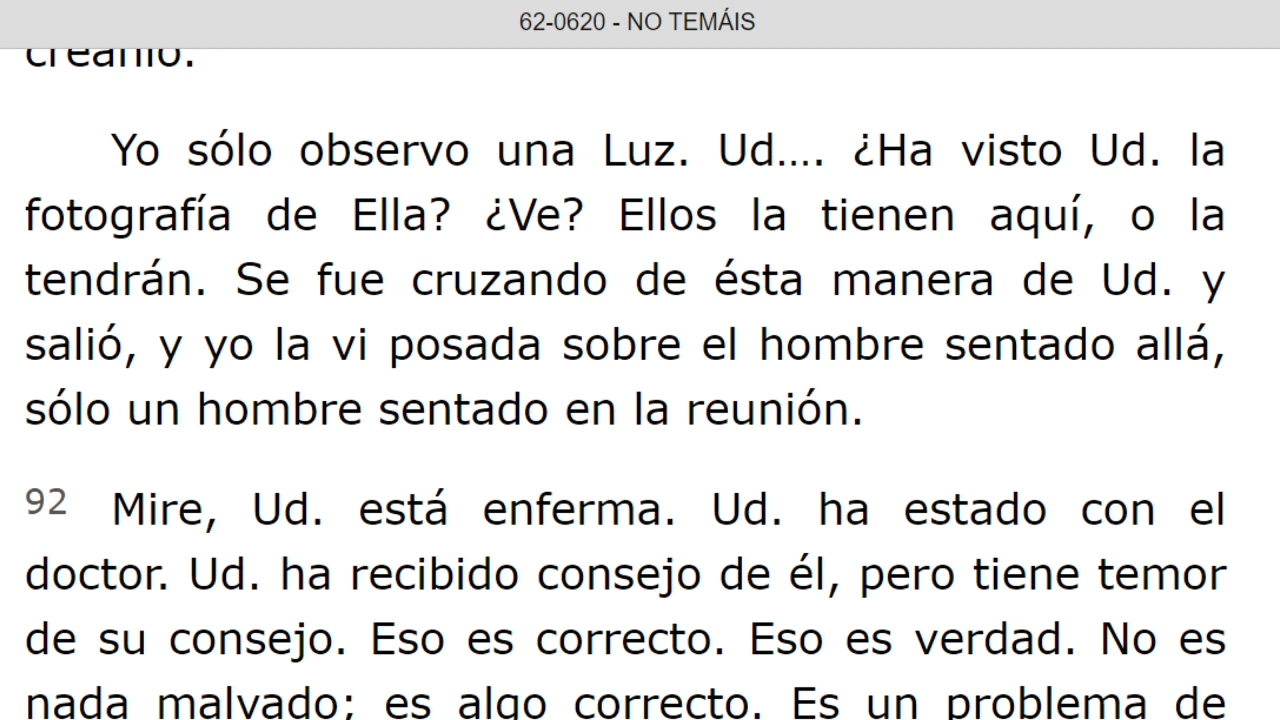 62-0620 - NO TEMÁIS
créanlo.
Yo sólo observo una Luz. Ud.... ¿Ha visto Ud. la
fotografía de Ella? ¿Ve? Ellos la tienen aquí, o la
tendrán. Se fue cruzando de ésta manera de Ud. y
salió, y yo la vi posada sobre el hombre sentado allá,
sólo un hombre sentado en la reunión.
92 Mire, Ud. está enferma. Ud. ha estado con el
doctor. Ud. ha recibido consejo de él, pero tiene temor
de su consejo. Eso es correcto. Eso es verdad. No es
nada malvado; es algo correcto. Es un problema de